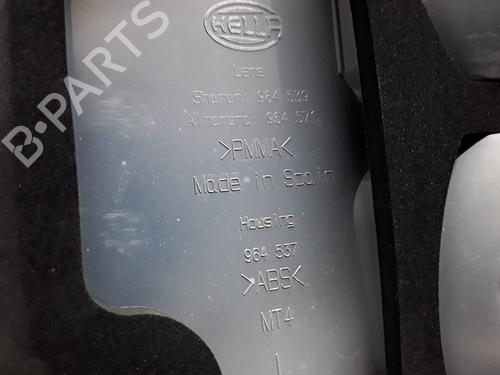 HELLA
B-PARTS
Lens
Sharan: 964 539
Alhambra: 964 571
>PMMA<
Made in Spain
Housing
964 537
>ABS<
MT4